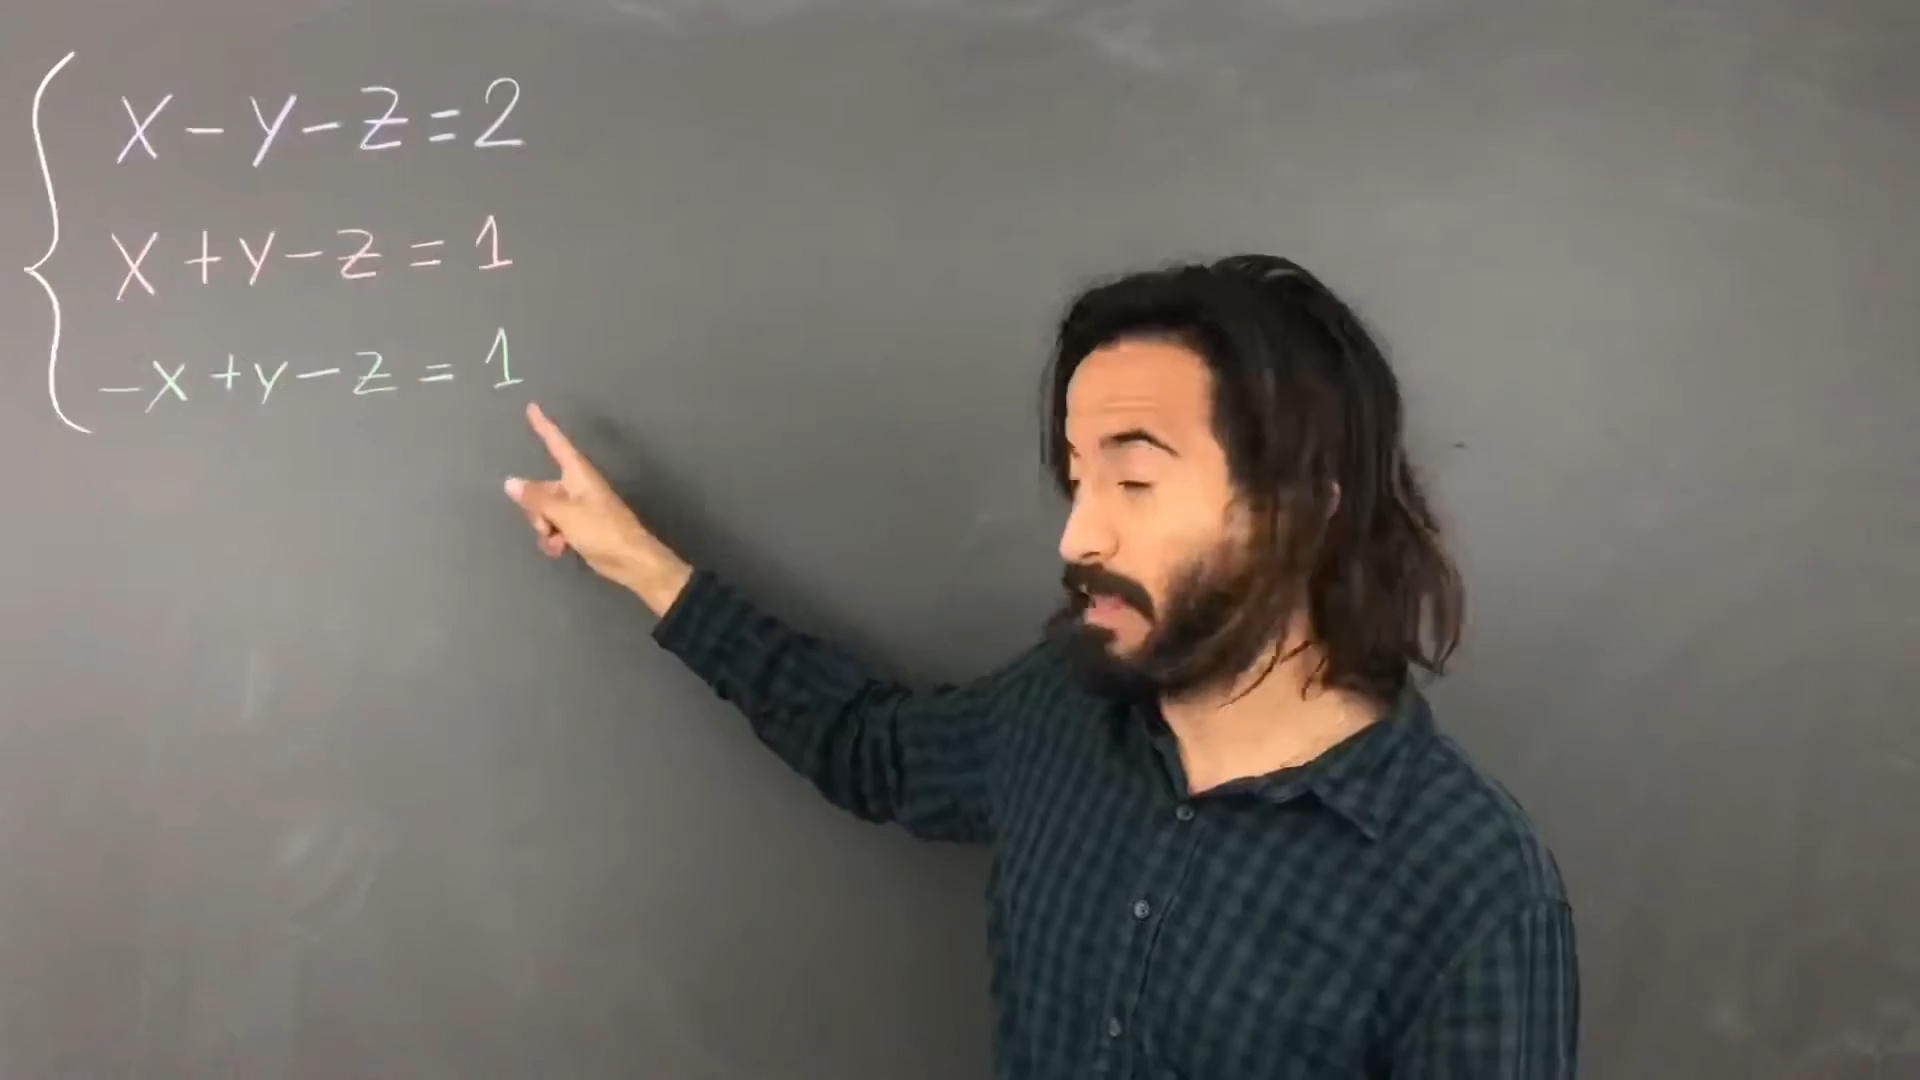 x - y - z = 2
x + y - z = 1
-x + y - z = 1